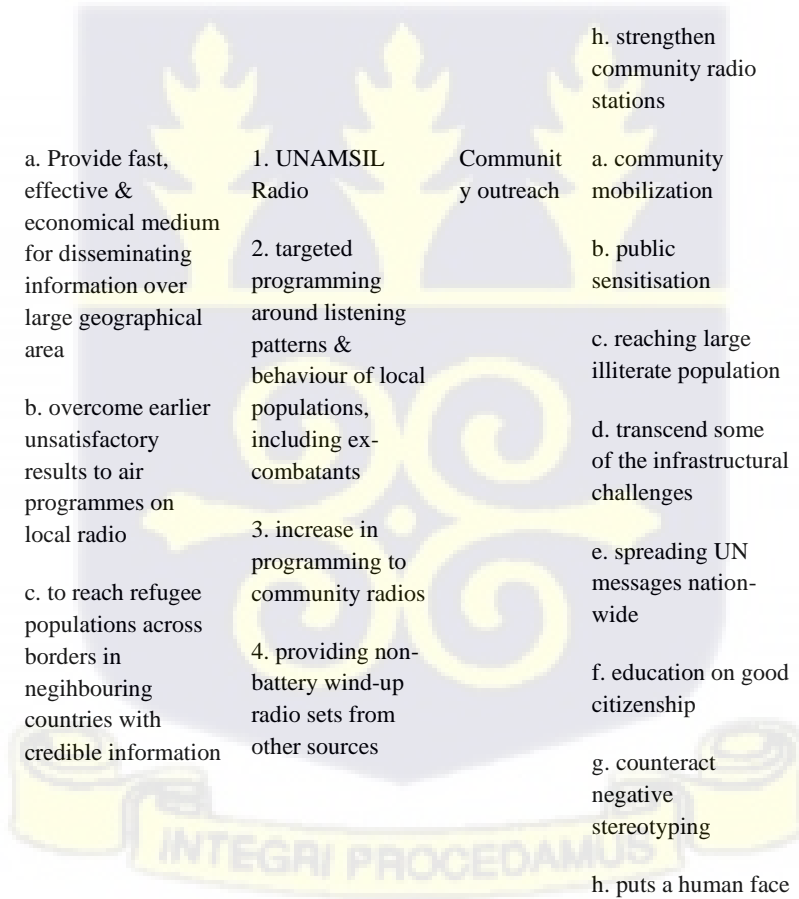 h. strengthen
community radio
stations
a. Provide fast,
effective &
economical medium
for disseminating
information over
large geographical
area
b. overcome earlier
unsatisfactory
results to air
programmes on
local radio
c. to reach refugee
populations across
borders in
negihbouring
countries with
credible information
1. UNAMSIL
Radio
2. targeted
programming
around listening
patterns &
behaviour of local
populations,
including ex-
combatants
3. increase in
programming to
community radios
4. providing non-
battery wind-up
radio sets from
other sources
Communit
y outreach
a. community
mobilization
b. public
sensitisation
c. reaching large
illiterate population
d. transcend some
of the infrastructural
challenges
e. spreading UN
messages nation-
wide
f. education on good
citizenship
g. counteract
negative
stereotyping
h. puts a human face
INTEGRI PROCEDAMUS